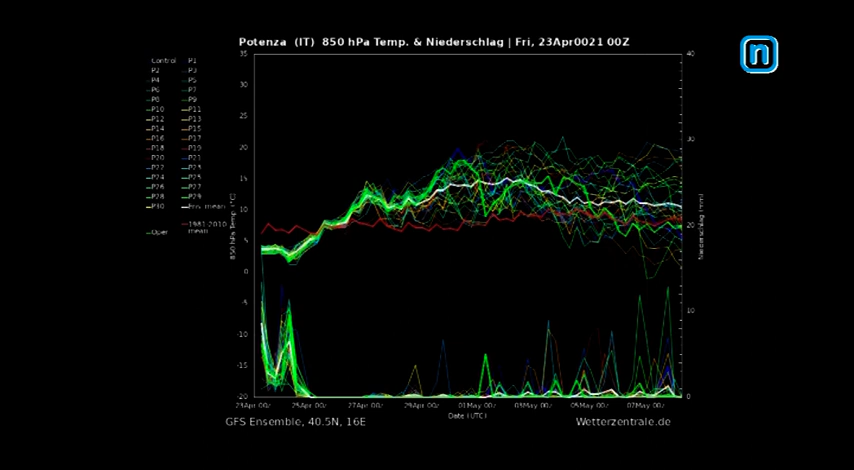 Potenza (IT) 850 hPa Temp. & Niederschlag | Fri, 23Apr0021 00Z
n
Control P1
P2 P3
P4 P5
P6 P7
P8 P9
P10 P11
P12 P13
P14 P15
P16 P17
P18 P19
P20 P21
P22 P23
P24 P25
P26 P27
P28 P29
P30 Ens. mean
1981-2010
mean
Oper
35
30
25
20
15
10
5
0
-5
-10
-15
-20
850 hPa Temp. (°C)
40
30
20
10
0
Niederschlag (mm)
23Apr 00z 25Apr 00z 27Apr 00z 29Apr 00z 01May 00z 03May 00z 05May 00z 07May 00z
Date (UTC)
GFS Ensemble, 40.5N, 16E
Wetterzentrale.de